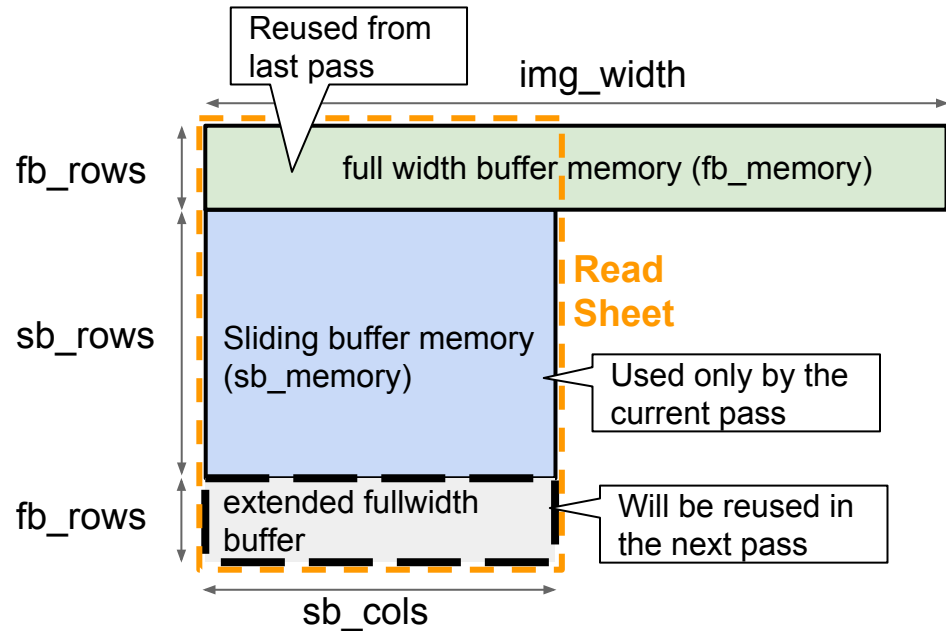 Reused from
last pass
img_width
fb_rows
full width buffer memory (fb_memory)
Read
Sheet
sb_rows
Sliding buffer memory
(sb_memory)
Used only by the
current pass
fb_rows
extended fullwidth
buffer
Will be reused in
the next pass
sb_cols